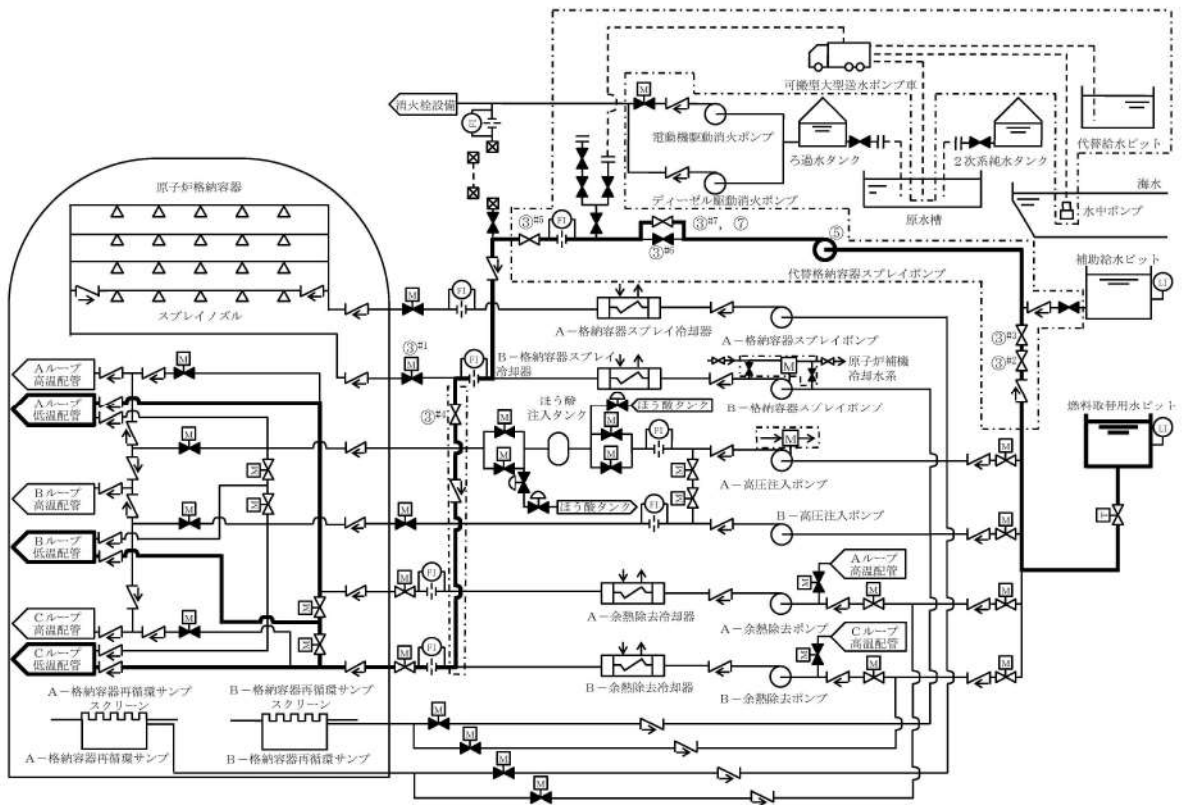 消火栓設備
FI
M
電動機駆動消火ポンプ
ディーゼル駆動消火ポンプ
可搬型大型送水ポンプ車
ろ過水タンク
2次系純水タンク
代替給水ピット
原水槽
海水
水中ポンプ
原子炉格納容器
スプレイノズル
③#5
FI
③#7, ⑦
③#6
⑤
代替格納容器スプレイポンプ
補助給水ピット
LI
③#3
③#2
M
FI
A-格納容器スプレイ冷却器
A-格納容器スプレイポンプ
③#1
M
FI
B-格納容器スプレイ
冷却器
M
原子炉補機
冷却水系
B-格納容器スプレイポンプ
③#4
Aループ
高温配管
M
Aループ
低温配管
M
M
M
ほう酸
注入タンク
ほう酸タンク
M
M
FI
M
A-高圧注入ポンプ
M
燃料取替用水ピット
LI
Bループ
高温配管
M
M
M
M
ほう酸タンク
FI
M
M
B-高圧注入ポンプ
M
I
Bループ
低温配管
M
FI
A-余熱除去冷却器
A-余熱除去ポンプ
M
Aループ
高温配管
M
M
Cループ
高温配管
M
M
M
Cループ
低温配管
M
FI
B-余熱除去冷却器
B-余熱除去ポンプ
M
Cループ
高温配管
M
M
A-格納容器再循環サンプ
スクリーン
B-格納容器再循環サンプ
スクリーン
A-格納容器再循環サンプ
B-格納容器再循環サンプ
M
M
M
M